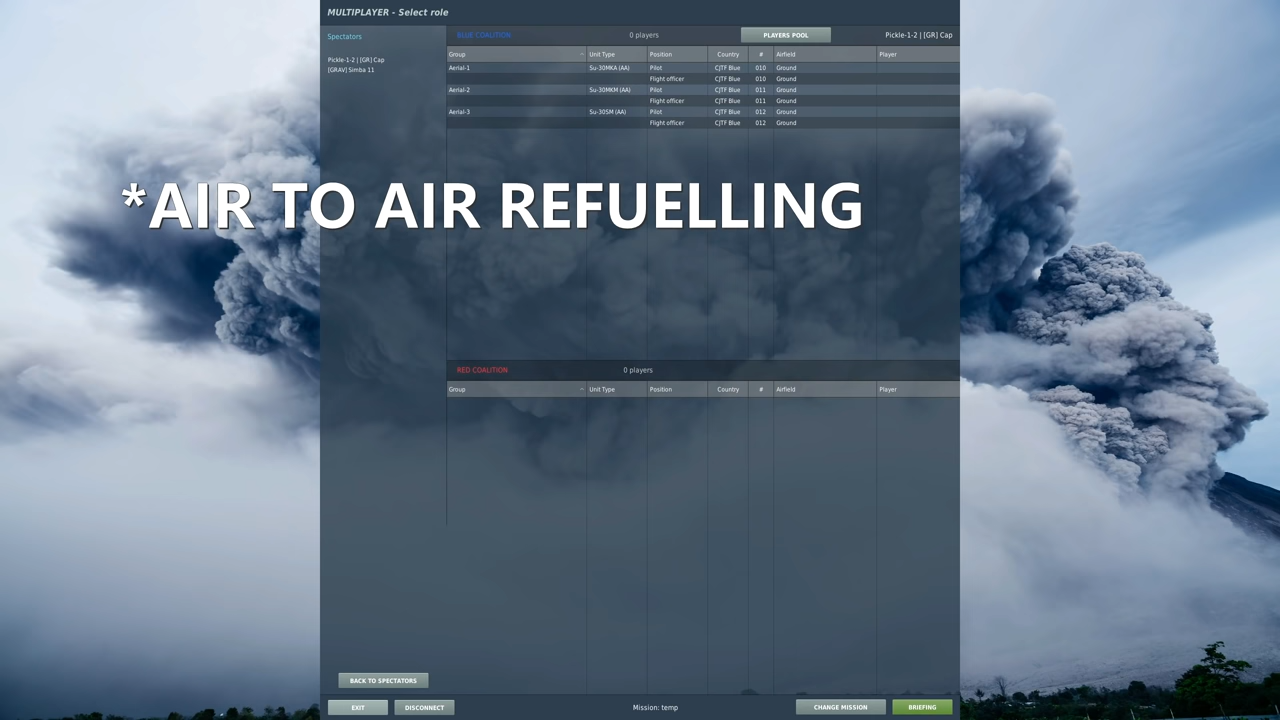 MULTIPLAYER - Select role
Spectators
Pickle-1-2 | [GR] Cap
[GRAV] Simba 11
BLUE COALITION 0 players PLAYERS POOL Pickle-1-2 | [GR] Cap
Group Unit Type Position Country # Airfield Player
Aerial-1 Su-30MKA (AA) Pilot CJTF Blue 010 Ground
Flight officer CJTF Blue 010 Ground
Aerial-2 Su-30MKM (AA) Pilot CJTF Blue 011 Ground
Flight officer CJTF Blue 011 Ground
Aerial-3 Su-30SM (AA) Pilot CJTF Blue 012 Ground
Flight officer CJTF Blue 012 Ground
*AIR TO AIR REFUELLING
RED COALITION 0 players
Group Unit Type Position Country # Airfield Player
BACK TO SPECTATORS
EXIT DISCONNECT Mission: temp CHANGE MISSION BRIEFING